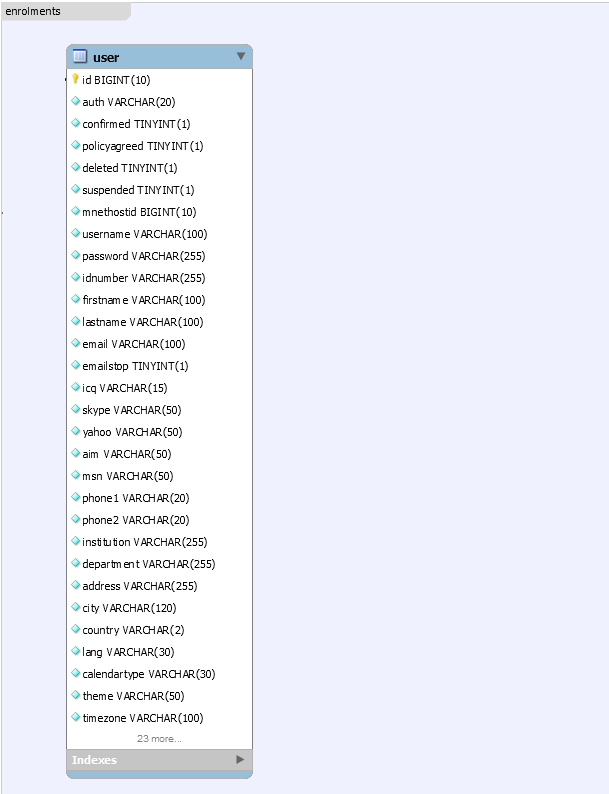 enrolments
user
id BIGINT(10)
auth VARCHAR(20)
confirmed TINYINT(1)
policyagreed TINYINT(1)
deleted TINYINT(1)
suspended TINYINT(1)
mnethostid BIGINT(10)
username VARCHAR(100)
password VARCHAR(255)
idnumber VARCHAR(255)
firstname VARCHAR(100)
lastname VARCHAR(100)
email VARCHAR(100)
emailstop TINYINT(1)
icq VARCHAR(15)
skype VARCHAR(50)
yahoo VARCHAR(50)
aim VARCHAR(50)
msn VARCHAR(50)
phone1 VARCHAR(20)
phone2 VARCHAR(20)
institution VARCHAR(255)
department VARCHAR(255)
address VARCHAR(255)
city VARCHAR(120)
country VARCHAR(2)
lang VARCHAR(30)
calendartype VARCHAR(30)
theme VARCHAR(50)
timezone VARCHAR(100)
23 more...
Indexes